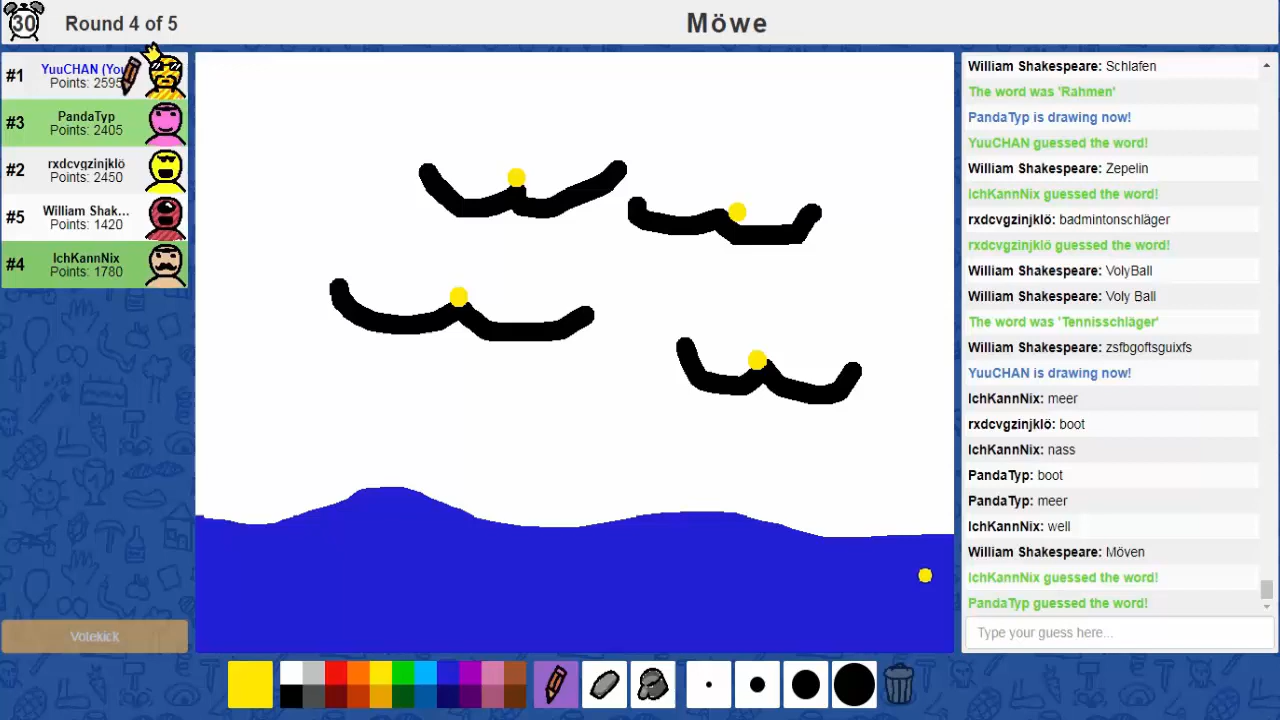 30
Round 4 of 5
Möwe
#1
YuuCHAN (You
Points: 2595
#3
PandaTyp
Points: 2405
#2
rxdcvgzinjklö
Points: 2450
#5
William Shak...
Points: 1420
#4
IchKannNix
Points: 1780
Votekick
William Shakespeare: Schlafen
The word was 'Rahmen'
PandaTyp is drawing now!
YuuCHAN guessed the word!
William Shakespeare: Zepelin
IchKannNix guessed the word!
rxdcvgzinjklö: badmintonschläger
rxdcvgzinjklö guessed the word!
William Shakespeare: VolyBall
William Shakespeare: Voly Ball
The word was 'Tennisschläger'
William Shakespeare: zsfbgoftsguixfs
YuuCHAN is drawing now!
IchKannNix: meer
rxdcvgzinjklö: boot
IchKannNix: nass
PandaTyp: boot
PandaTyp: meer
IchKannNix: well
William Shakespeare: Möven
IchKannNix guessed the word!
PandaTyp guessed the word!
Type your guess here...